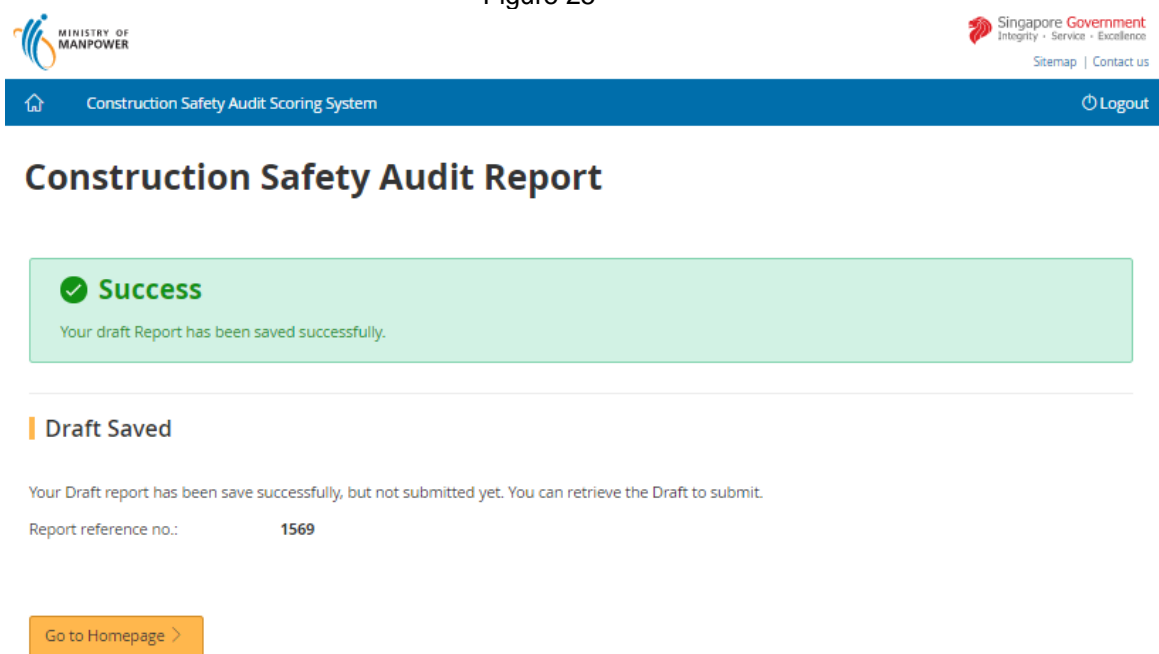 MINISTRY OF
MANPOWER
Singapore Government
Integrity · Service · Excellence
Sitemap | Contact us
Construction Safety Audit Scoring System
Logout
Construction Safety Audit Report
Success
Your draft Report has been saved successfully.
Draft Saved
Your Draft report has been save successfully, but not submitted yet. You can retrieve the Draft to submit.
Report reference no.: 1569
Go to Homepage >